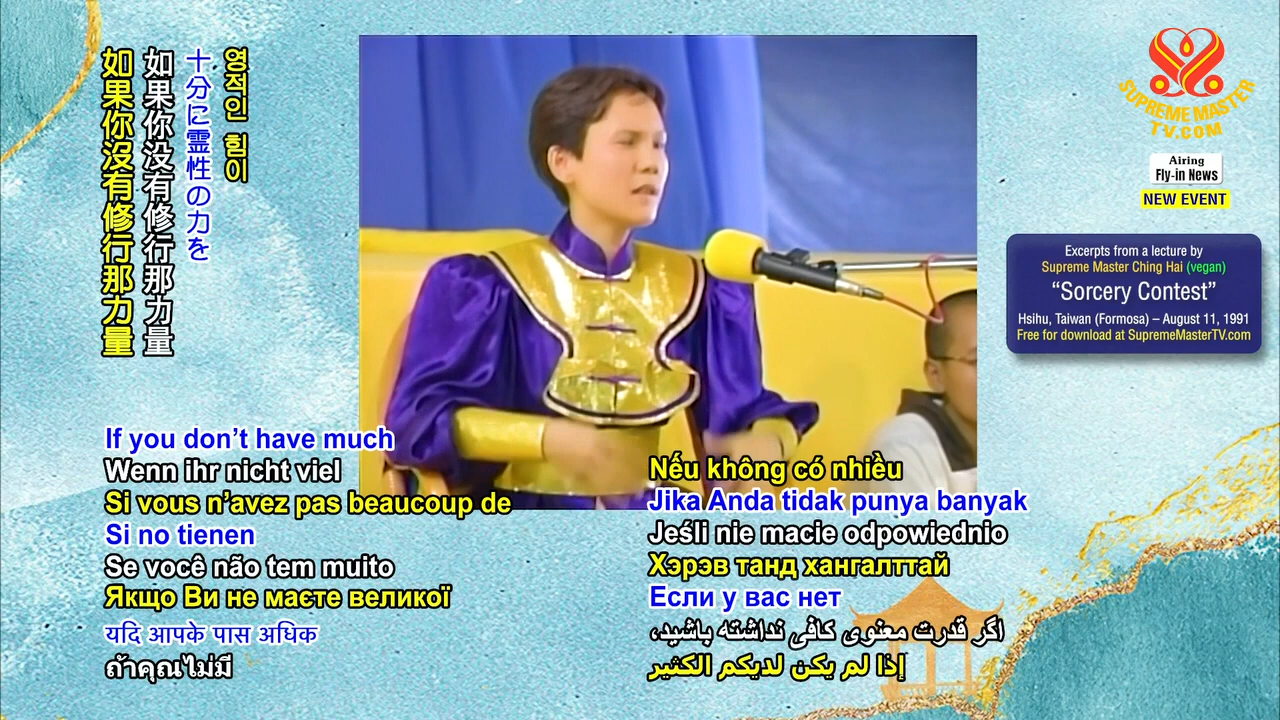 영적인 힘이
十分に霊性の力を
如果你没有修行那力量
如果你沒有修行那力量
SUPREME MASTER
TV.COM
Airing
Fly-in News
NEW EVENT
Excerpts from a lecture by
Supreme Master Ching Hai (vegan)
“Sorcery Contest”
Hsihu, Taiwan (Formosa) – August 11, 1991
Free for download at SupremeMasterTV.com
If you don’t have much
Wenn ihr nicht viel
Si vous n’avez pas beaucoup de
Si no tienen
Se você não tem muito
Якщо Ви не маєте великої
यदि आपके पास अधिक
ถ้าคุณไม่มี
Nếu không có nhiều
Jika Anda tidak punya banyak
Jeśli nie macie odpowiednio
Хэрэв танд хангалттай
Если у вас нет
اگر قدرت معنوی کافی نداشته باشید،
إذا لم يكن لديكم الكثير